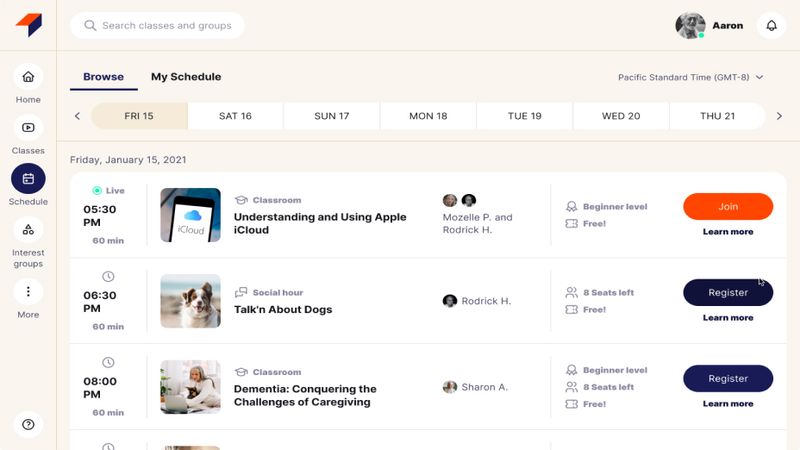 Search classes and groups
Aaron
Home
Classes
Schedule
Interest
groups
More
Browse
My Schedule
Pacific Standard Time (GMT-8)
FRI 15
SAT 16
SUN 17
MON 18
TUE 19
WED 20
THU 21
Friday, January 15, 2021
Live
05:30
PM
60 min
iCloud
Classroom
Understanding and Using Apple
iCloud
Mozelle P. and
Rodrick H.
Beginner level
Free!
Join
Learn more
06:30
PM
60 min
Social hour
Talk'n About Dogs
Rodrick H.
8 Seats left
Free!
Register
Learn more
08:00
PM
60 min
Classroom
Dementia: Conquering the
Challenges of Caregiving
Sharon A.
Beginner level
8 Seats left
Free!
Register
Learn more